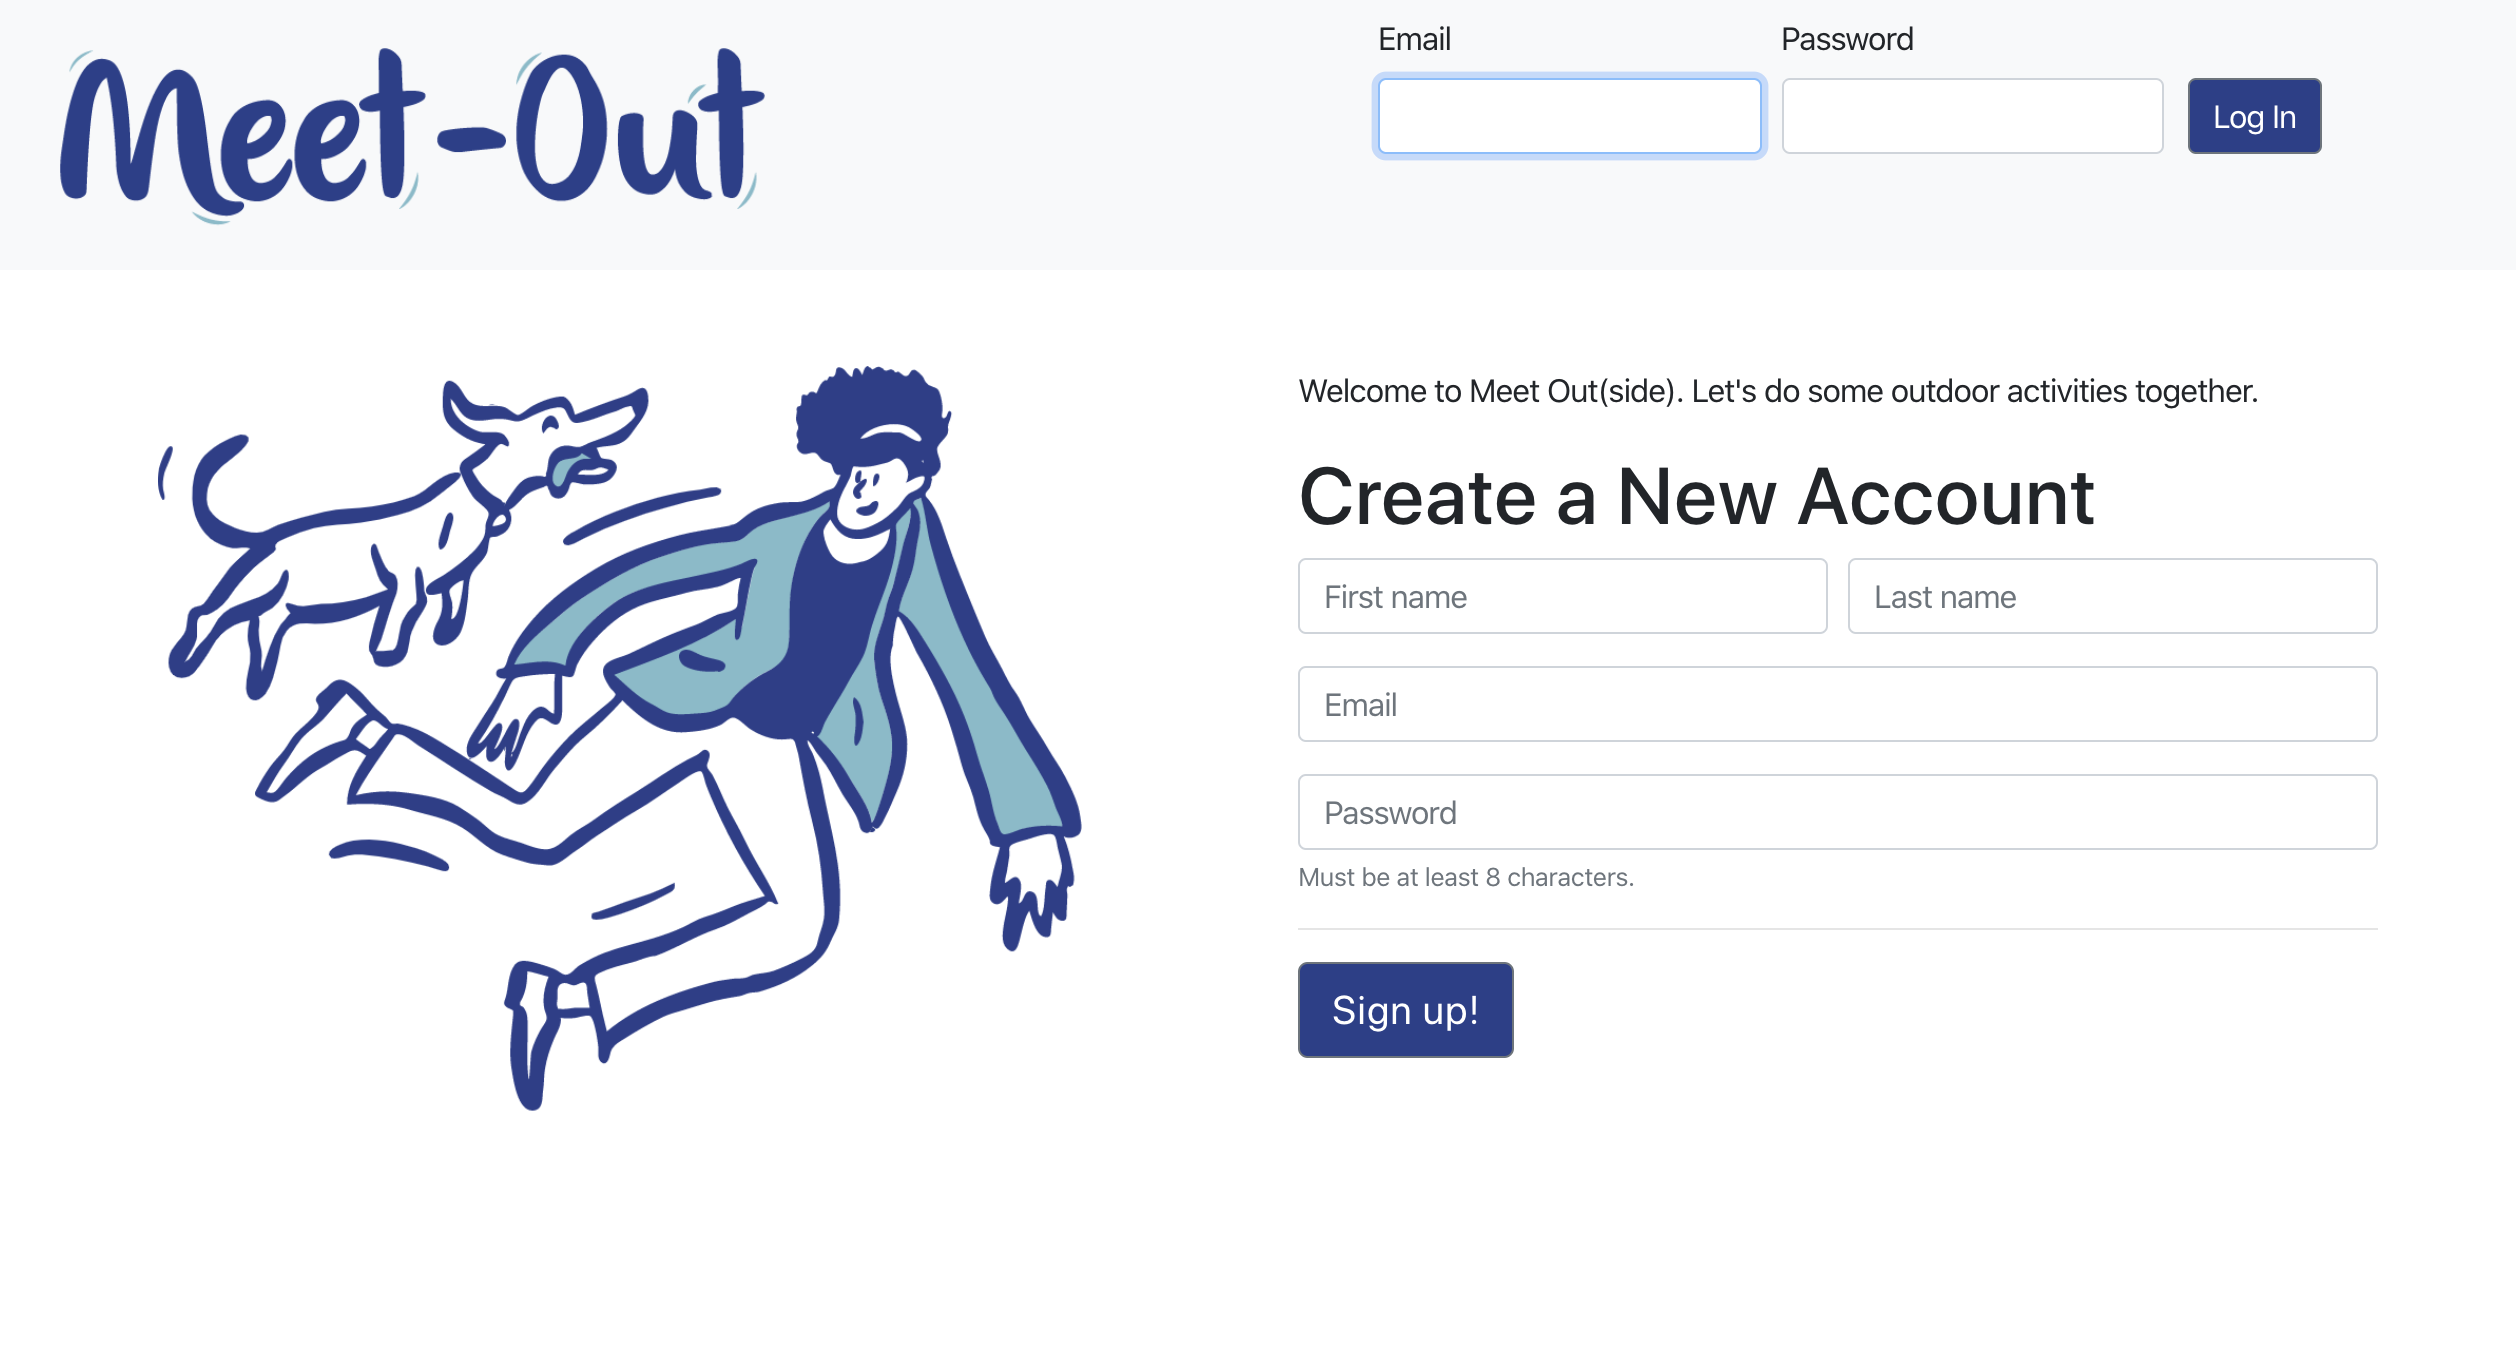 Meet-Out
Email
Password
Log In
Welcome to Meet Out(side). Let's do some outdoor activities together.
Create a New Account
First name
Last name
Email
Password
Must be at least 8 characters.
Sign up!